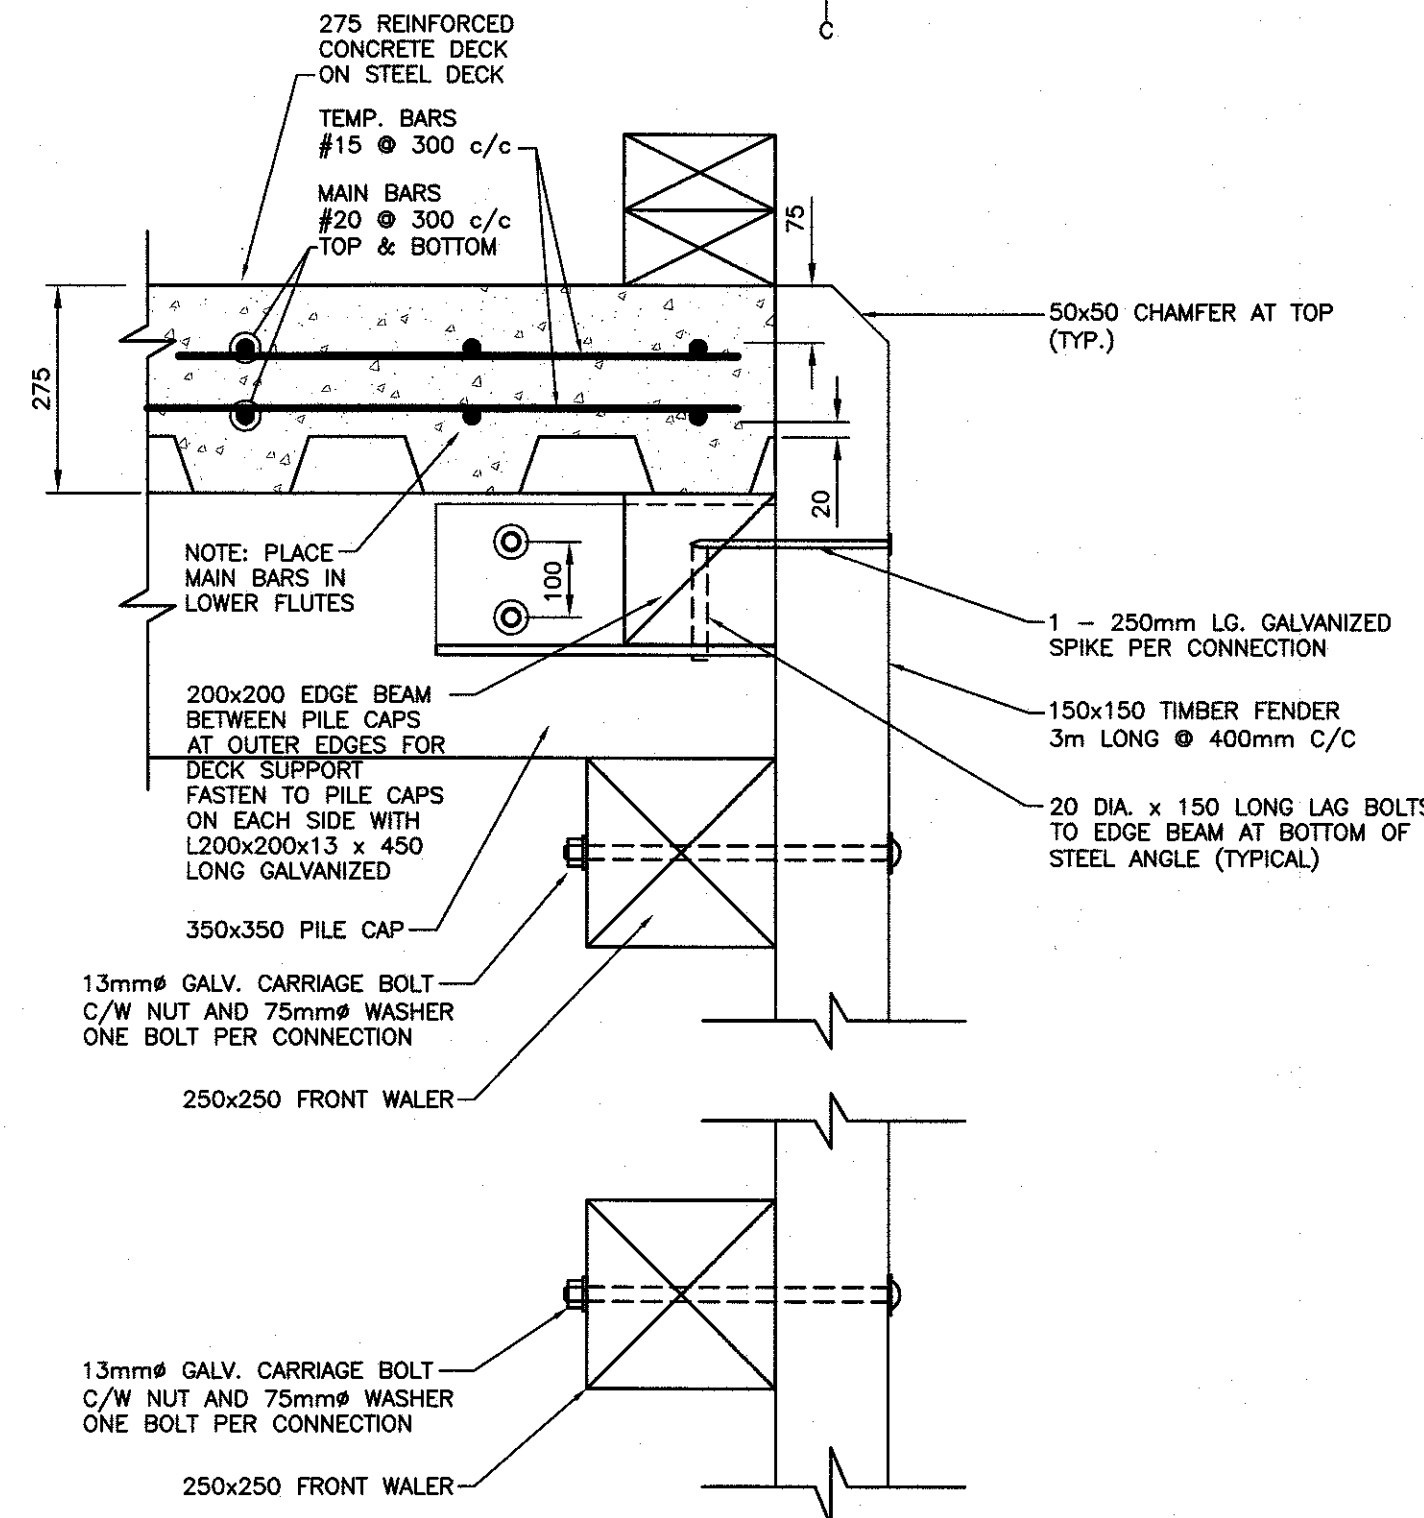 C
275 REINFORCED
CONCRETE DECK
ON STEEL DECK
TEMP. BARS
#15 @ 300 c/c
MAIN BARS
#20 @ 300 c/c
TOP & BOTTOM
75
275
50x50 CHAMFER AT TOP
(TYP.)
20
NOTE: PLACE
MAIN BARS IN
LOWER FLUTES
100
1 - 250mm LG. GALVANIZED
SPIKE PER CONNECTION
200x200 EDGE BEAM
BETWEEN PILE CAPS
AT OUTER EDGES FOR
DECK SUPPORT
FASTEN TO PILE CAPS
ON EACH SIDE WITH
L200x200x13 x 450
LONG GALVANIZED
150x150 TIMBER FENDER
3m LONG @ 400mm C/C
20 DIA. x 150 LONG LAG BOLTS
TO EDGE BEAM AT BOTTOM OF
STEEL ANGLE (TYPICAL)
350x350 PILE CAP
13mmø GALV. CARRIAGE BOLT
C/W NUT AND 75mmø WASHER
ONE BOLT PER CONNECTION
250x250 FRONT WALER
13mmø GALV. CARRIAGE BOLT
C/W NUT AND 75mmø WASHER
ONE BOLT PER CONNECTION
250x250 FRONT WALER